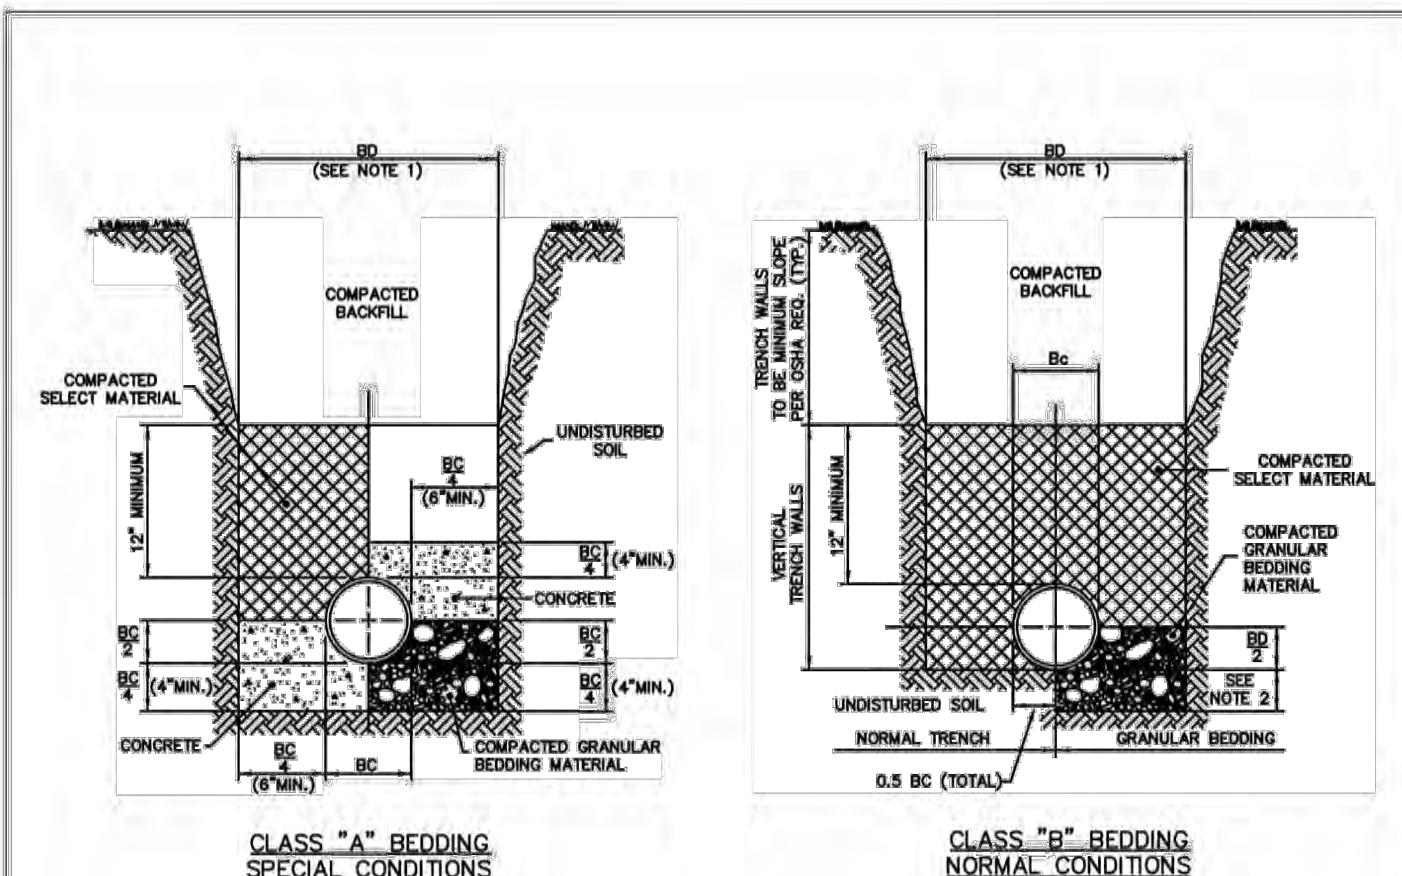 BD
(SEE NOTE 1)
COMPACTED
BACKFILL
COMPACTED
SELECT MATERIAL
UNDISTURBED
SOIL
12" MINIMUM
BC
4
(6"MIN.)
BC
4
(4"MIN.)
CONCRETE
BC
2
BC
4
(4"MIN.)
BC
2
BC
4
(4"MIN.)
CONCRETE
BC
4
(6"MIN.)
BC
COMPACTED GRANULAR
BEDDING MATERIAL
CLASS "A" BEDDING
SPECIAL CONDITIONS
BD
(SEE NOTE 1)
TRENCH WALLS
TO BE MINIMUM SLOPE
PER OSHA REQ. (TYP.)
COMPACTED
BACKFILL
Bc
VERTICAL
TRENCH WALLS
12" MINIMUM
COMPACTED
SELECT MATERIAL
COMPACTED
GRANULAR
BEDDING
MATERIAL
BD
2
SEE
NOTE 2
UNDISTURBED SOIL
NORMAL TRENCH
GRANULAR BEDDING
0.5 BC (TOTAL)
CLASS "B" BEDDING
NORMAL CONDITIONS